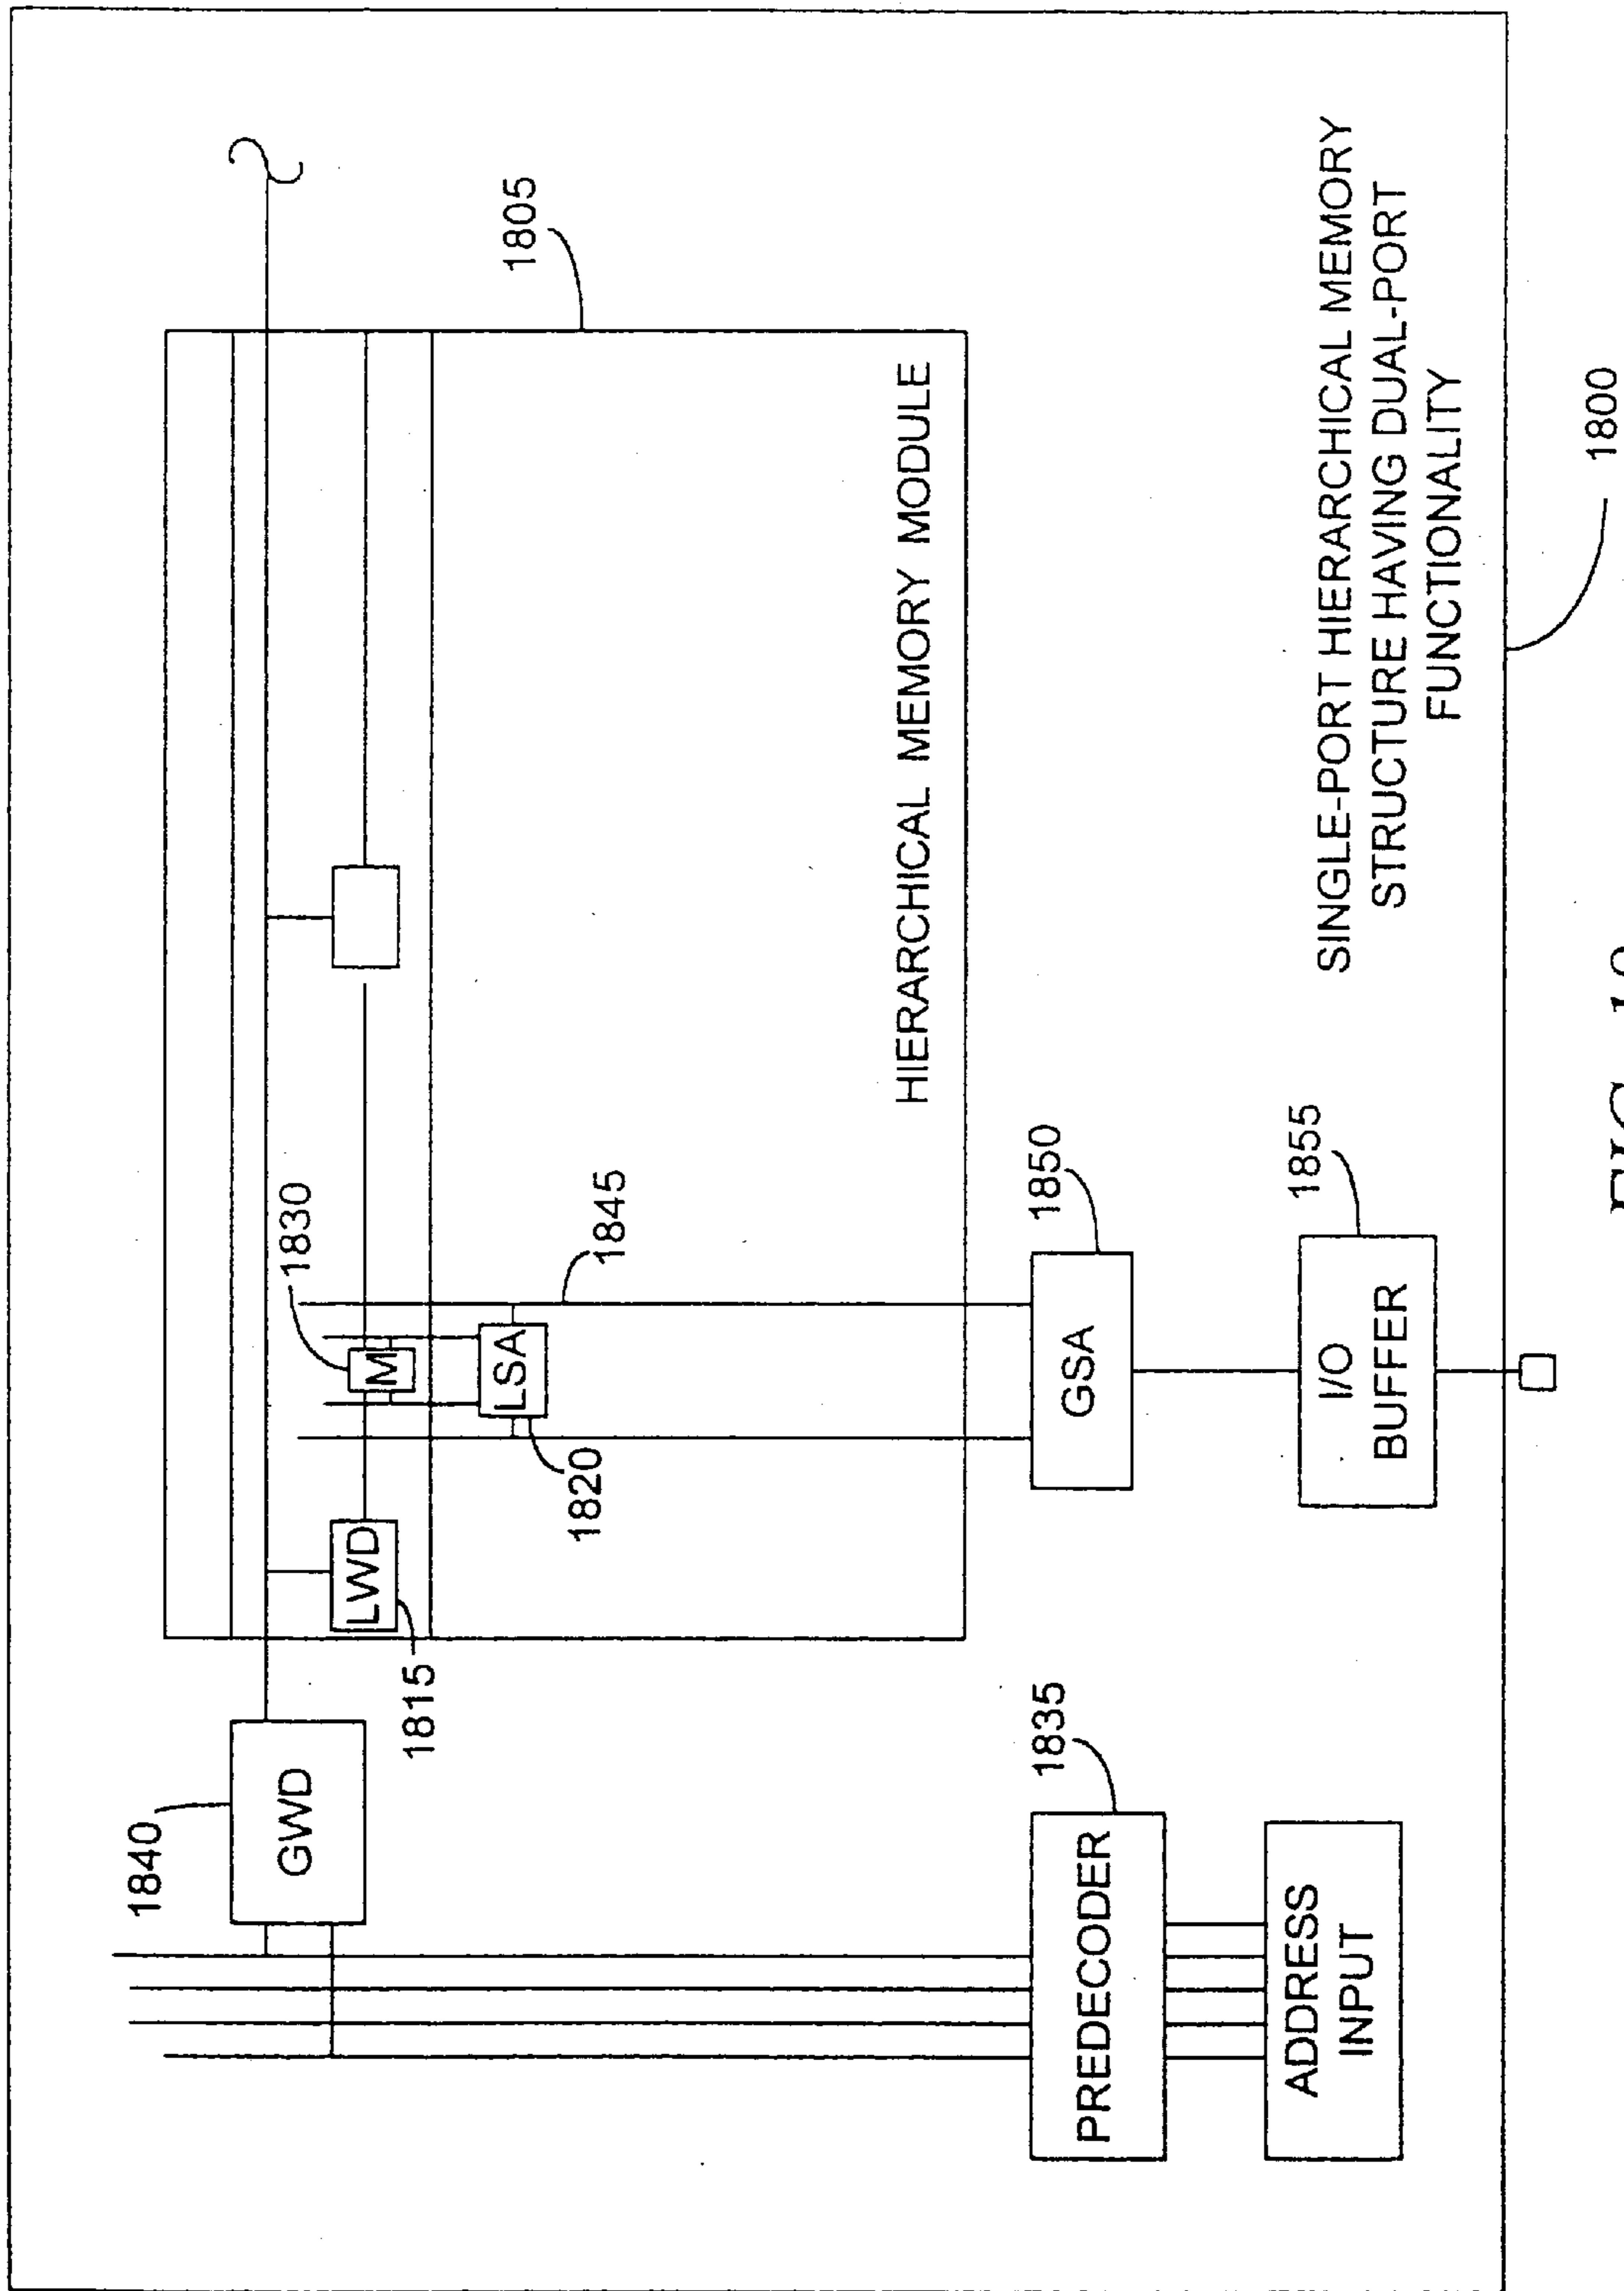 1805
HIERARCHICAL MEMORY MODULE
1830
M
1845
LSA
1820
LWD
1815
1840
GWD
1850
GSA
1855
I/O
BUFFER
1835
PREDECODER
ADDRESS
INPUT
SINGLE-PORT HIERARCHICAL MEMORY
STRUCTURE HAVING DUAL-PORT
FUNCTIONALITY
1800